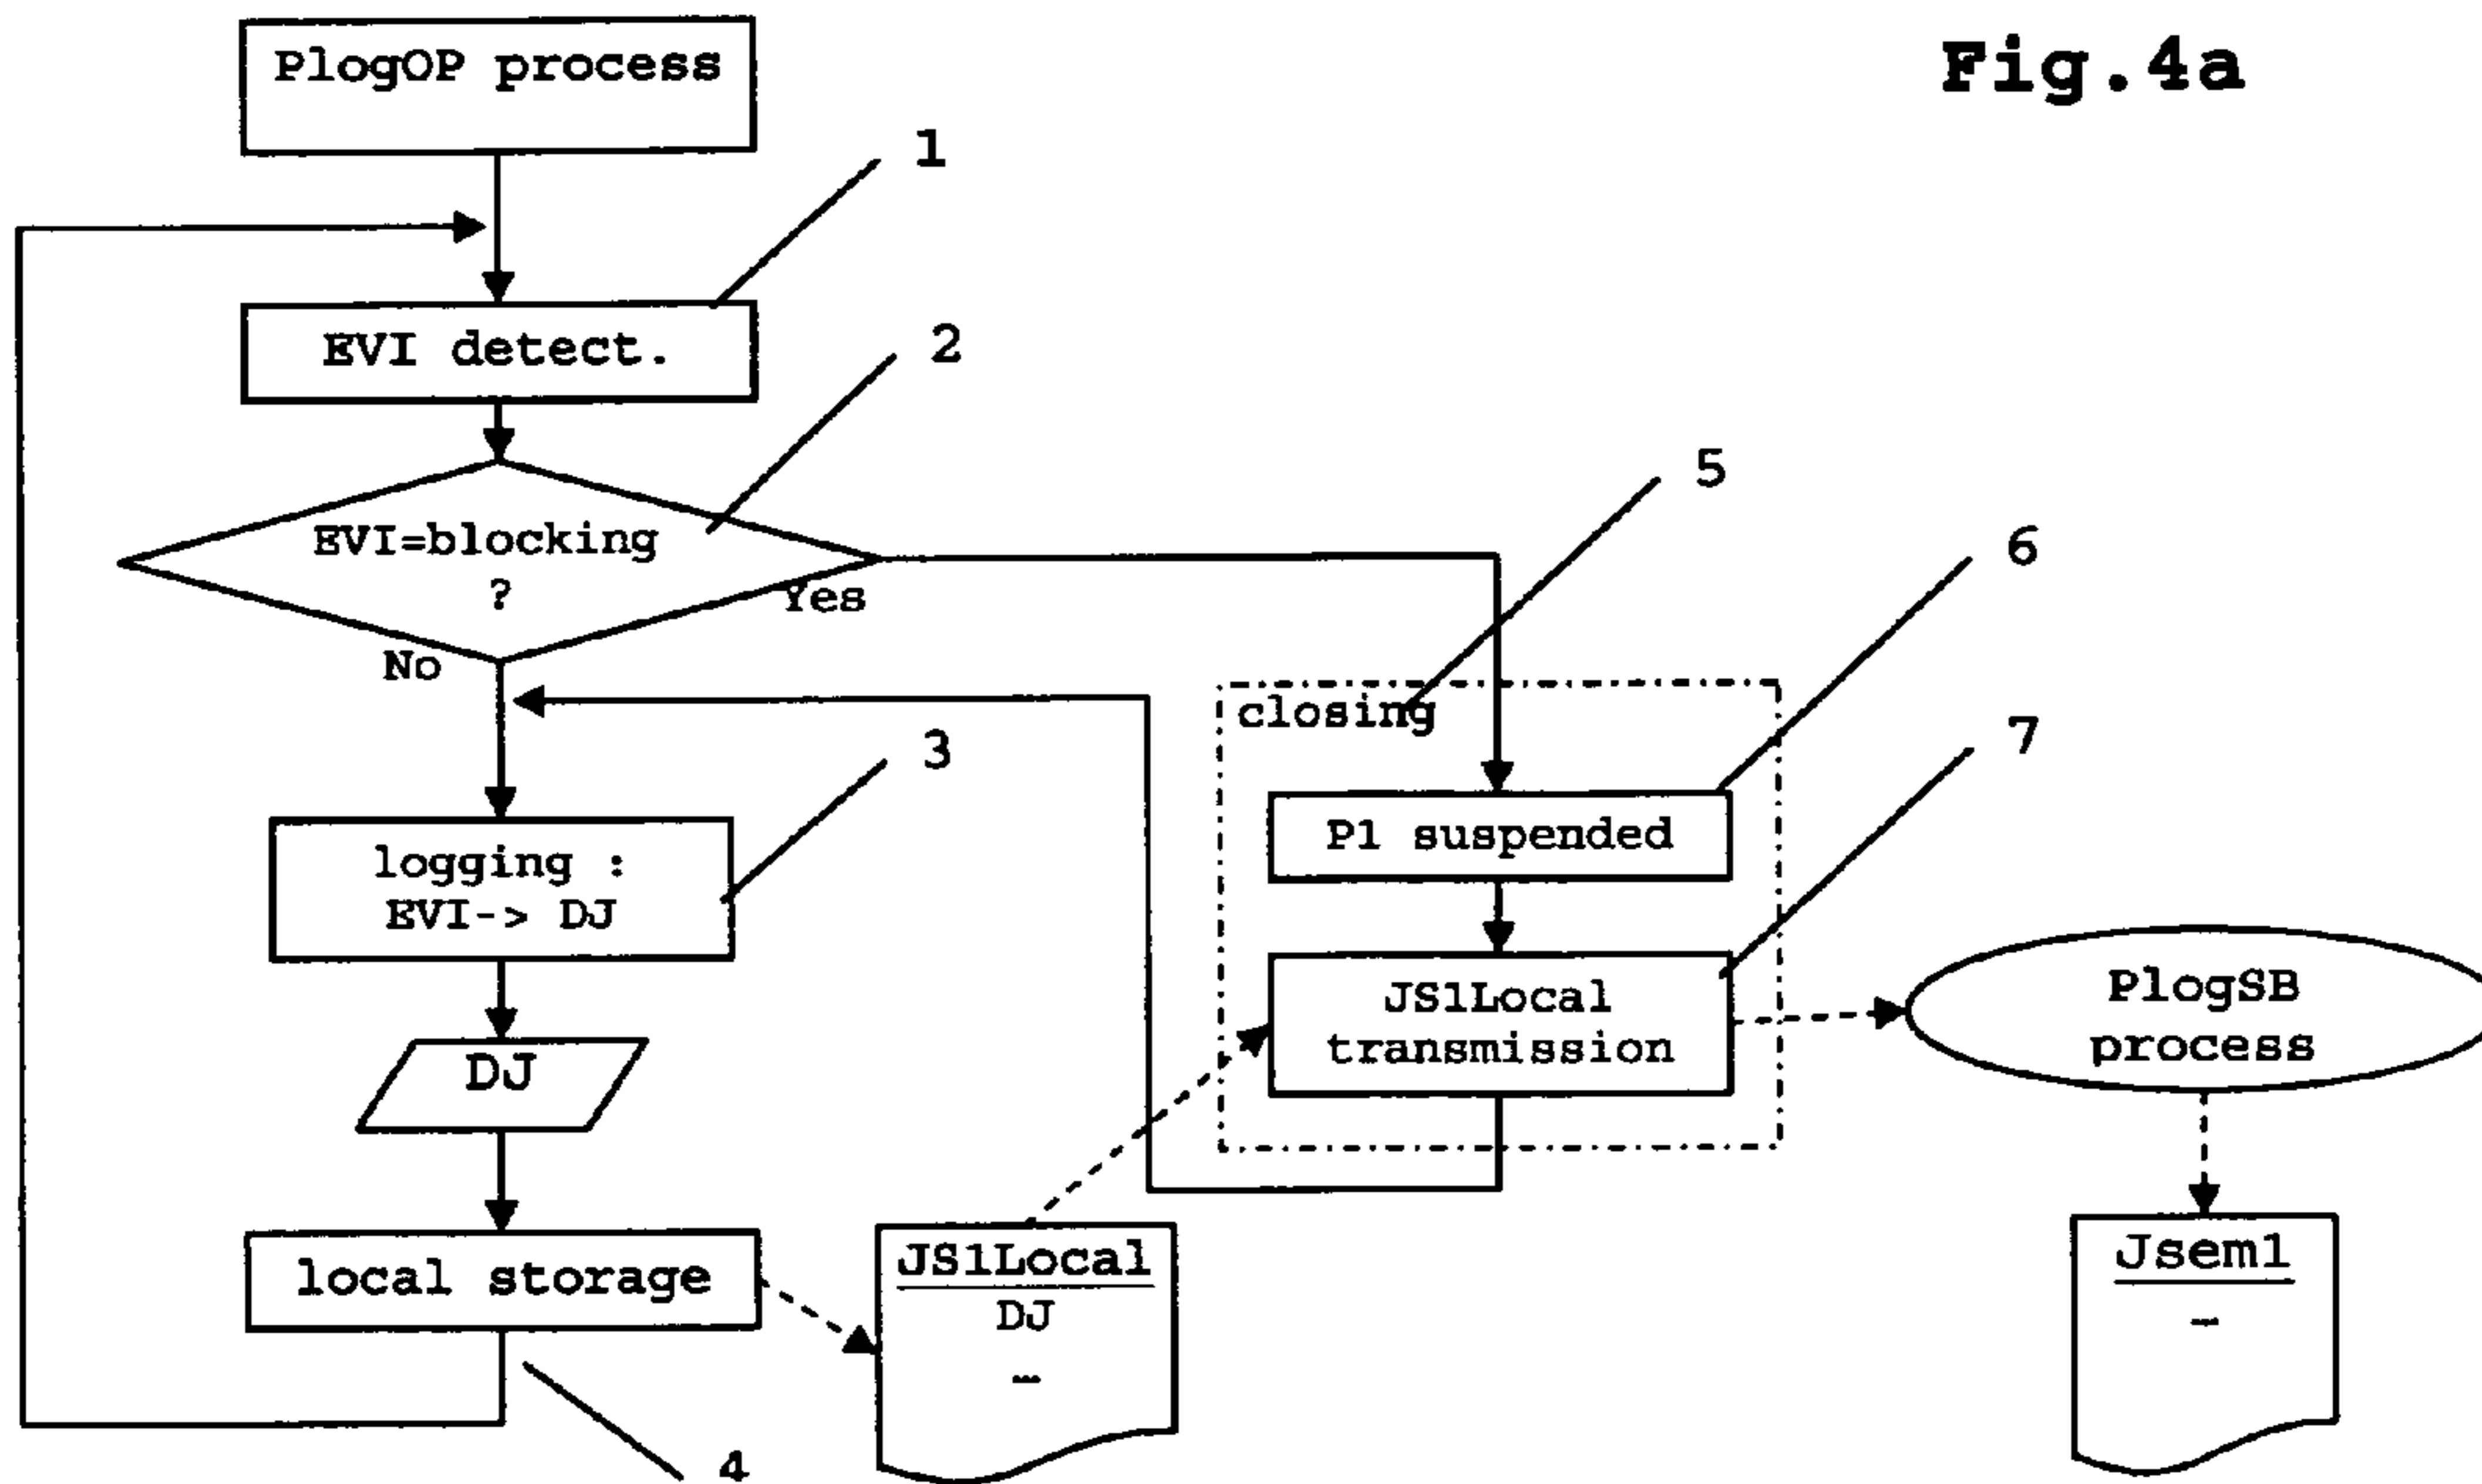 PlogOP process
Fig.4a
1
EVI detect.
2
EVI=blocking
?
Yes
No
5
6
closing
7
3
P1 suspended
logging :
EVI-> DJ
JS1Local
transmission
PlogSB
process
DJ
local storage
JS1Local
DJ
–
Jsem1
–
4